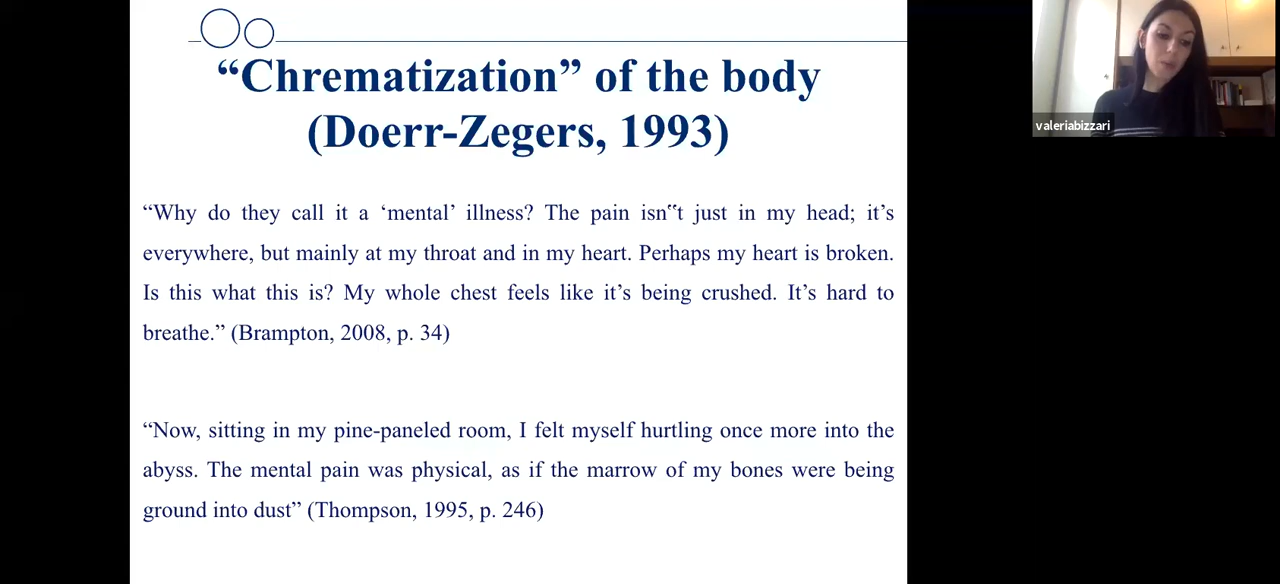 “Chrematization” of the body
(Doerr-Zegers, 1993)
valeriabizzari
“Why do they call it a ‘mental’ illness? The pain isn‟t just in my head; it’s
everywhere, but mainly at my throat and in my heart. Perhaps my heart is broken.
Is this what this is? My whole chest feels like it’s being crushed. It’s hard to
breathe.” (Brampton, 2008, p. 34)
“Now, sitting in my pine-paneled room, I felt myself hurtling once more into the
abyss. The mental pain was physical, as if the marrow of my bones were being
ground into dust” (Thompson, 1995, p. 246)